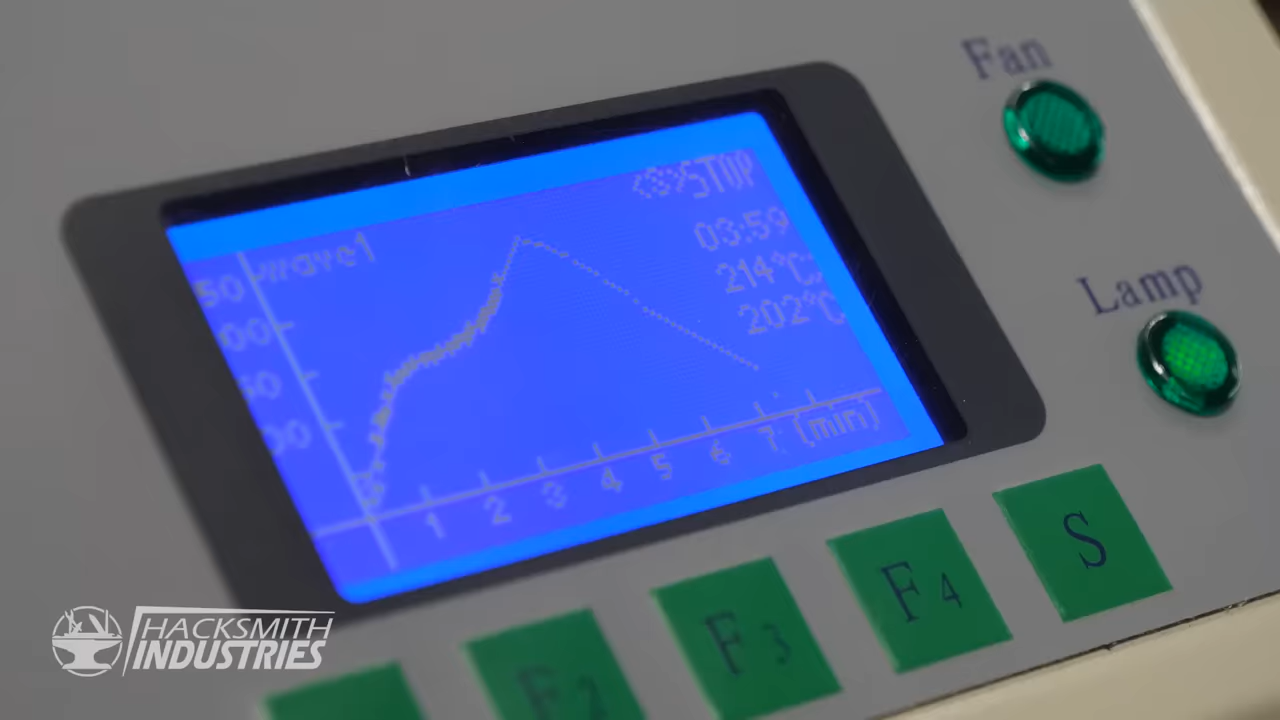 Fan
<S>STOP
wave1
03:59
214°C
202°C
50
00
50
00
Lamp
1 2 3 4 5 6 7 (min)
S
F4
F3
F2
HACKSMITH
INDUSTRIES